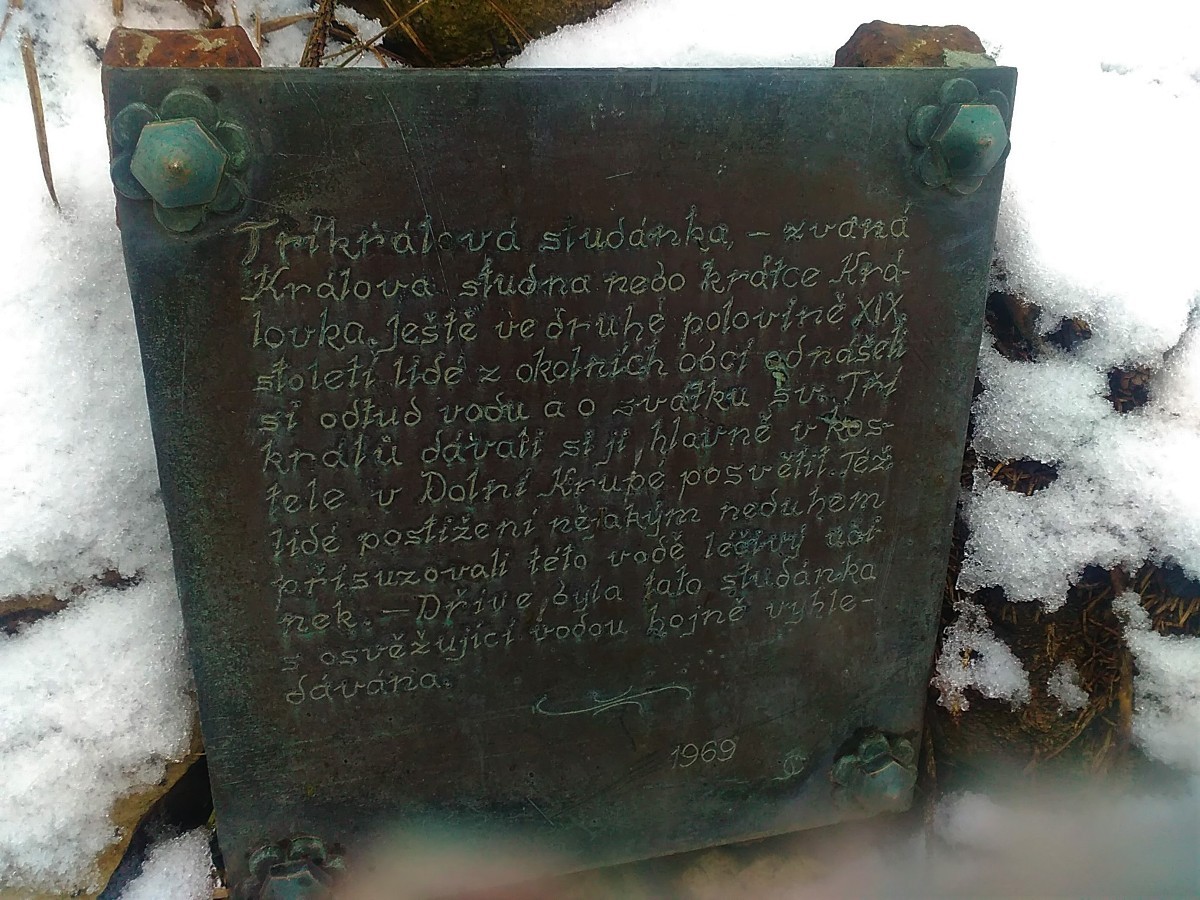 Tříkrálová studánka, – zvaná
Králova studna nebo krátce Krá-
lovka. Ještě ve druhé polovině XIX.
století lidé z okolních obcí odnášeli
si odtud vodu a o svátku sv. Tří
králů dávali si ji, hlavně v kos-
tele v Dolní Krupé posvětit. Též
lidé postižení nějakým neduhem
přisuzovali této vodě léčivý úči
nek. – Dříve, byla tato studánka
s osvěžující vodou hojně vyhle-
dávána.
1969